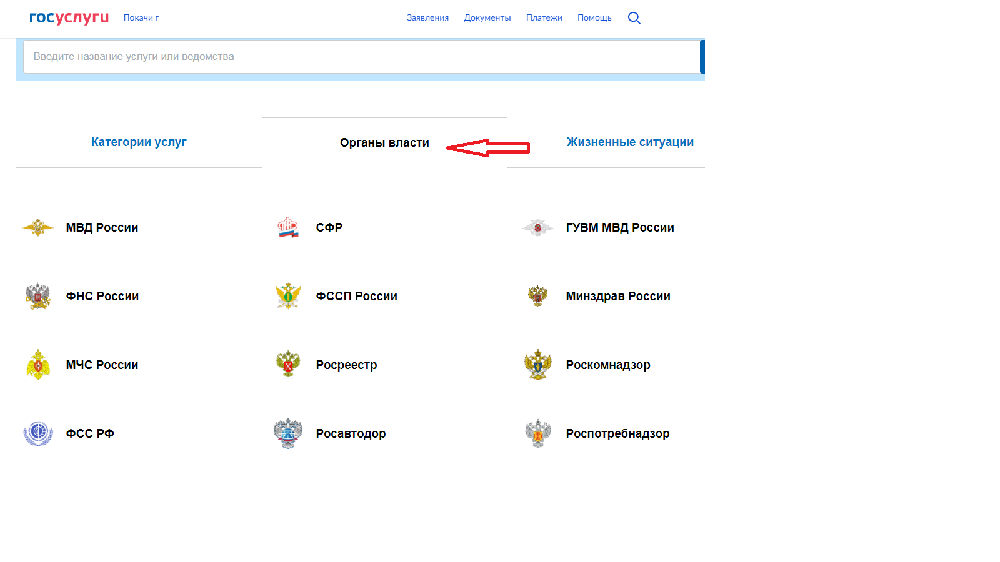 госуслуги Покачи г Заявления Документы Платежи Помощь
Введите название услуги или ведомства
Категории услуг Органы власти Жизненные ситуации
МВД России СФР ГУВМ МВД России
ФНС России ФССП России Минздрав России
МЧС России Росреестр Роскомнадзор
ФСС РФ Росавтодор Роспотребнадзор